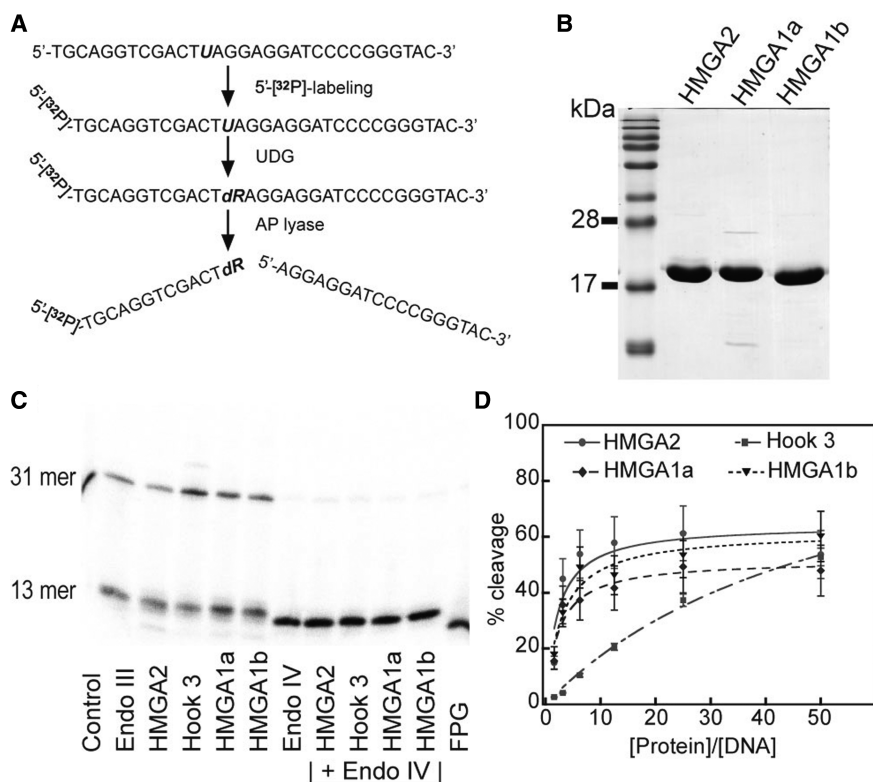 A
5'-TGCAGGTCGACTUAGGAGGATCCCCGGGTAC-3'
5'-[32P]-labeling
5'-[32P]-TGCAGGTCGACTUAGGAGGATCCCCGGGTAC-3'
UDG
5'-[32P]-TGCAGGTCGACTdRAGGAGGATCCCCGGGTAC-3'
AP lyase
5'-[32P]-TGCAGGTCGACTdR
5'-AGGAGGATCCCCGGGTAC-3'
B
HMGA2
HMGA1a
HMGA1b
kDa
28
17
C
31 mer
13 mer
Control
Endo III
HMGA2
Hook 3
HMGA1a
HMGA1b
Endo IV
HMGA2
Hook 3
HMGA1a
HMGA1b
FPG
| + Endo IV |
D
100
80
60
40
20
0
% cleavage
HMGA2
Hook 3
HMGA1a
HMGA1b
0 10 20 30 40 50
[Protein]/[DNA]